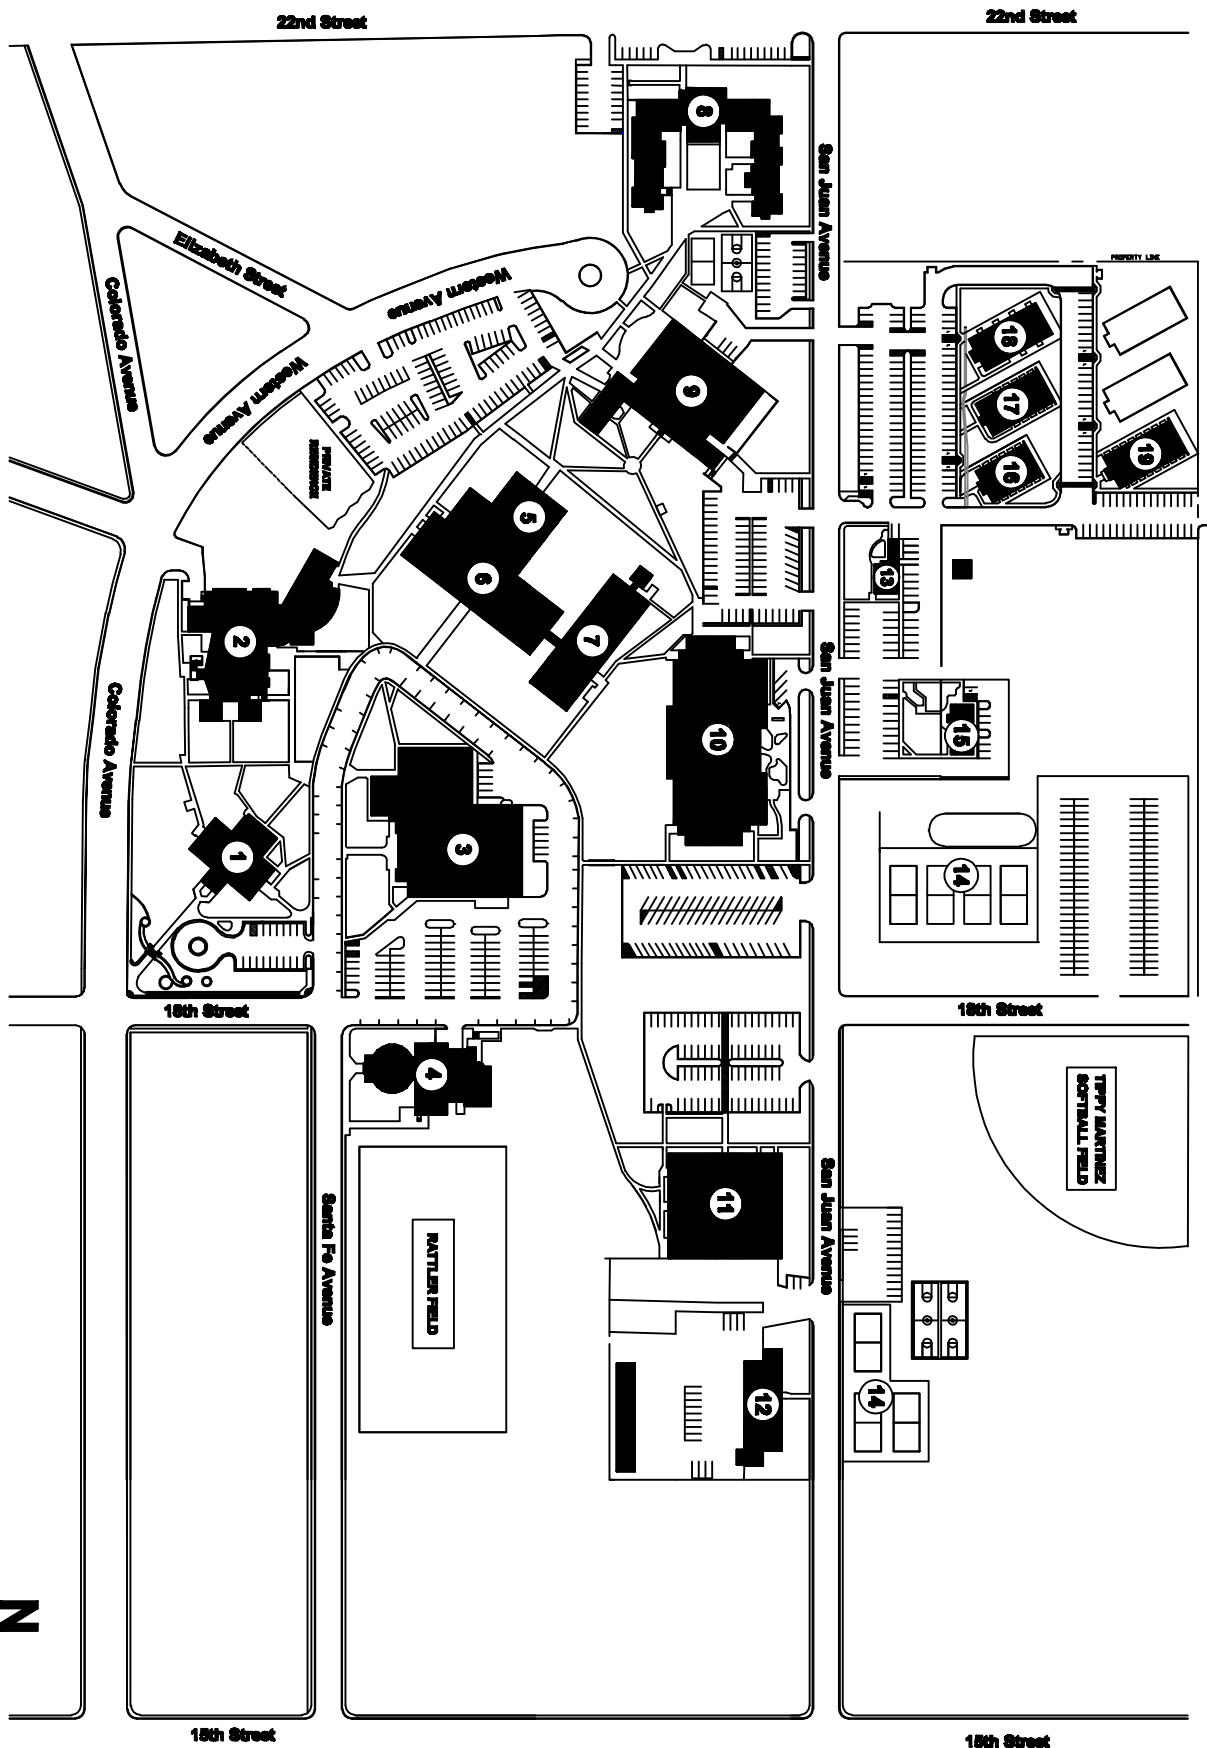 22nd Street
22nd Street
San Juan Avenue
8
Elizabeth Street
Western Avenue
Colorado Avenue
Western Avenue
PROPERTY LINE
18
17
16
19
9
PRIVATE
RESIDENCE
5
6
7
13
2
10
San Juan Avenue
15
Colorado Avenue
1
3
14
18th Street
18th Street
4
TIPPY MARTINEZ
SOFTBALL FIELD
11
San Juan Avenue
Santa Fe Avenue
RATTLER FIELD
12
14
N
15th Street
15th Street